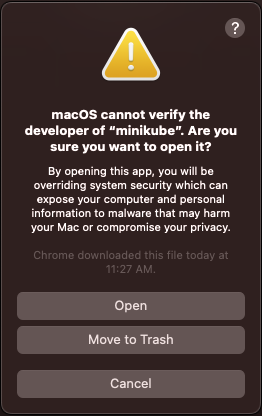 ?
macOS cannot verify the
developer of “minikube”. Are you
sure you want to open it?
By opening this app, you will be
overriding system security which can
expose your computer and personal
information to malware that may harm
your Mac or compromise your privacy.
Chrome downloaded this file today at
11:27 AM.
Open
Move to Trash
Cancel